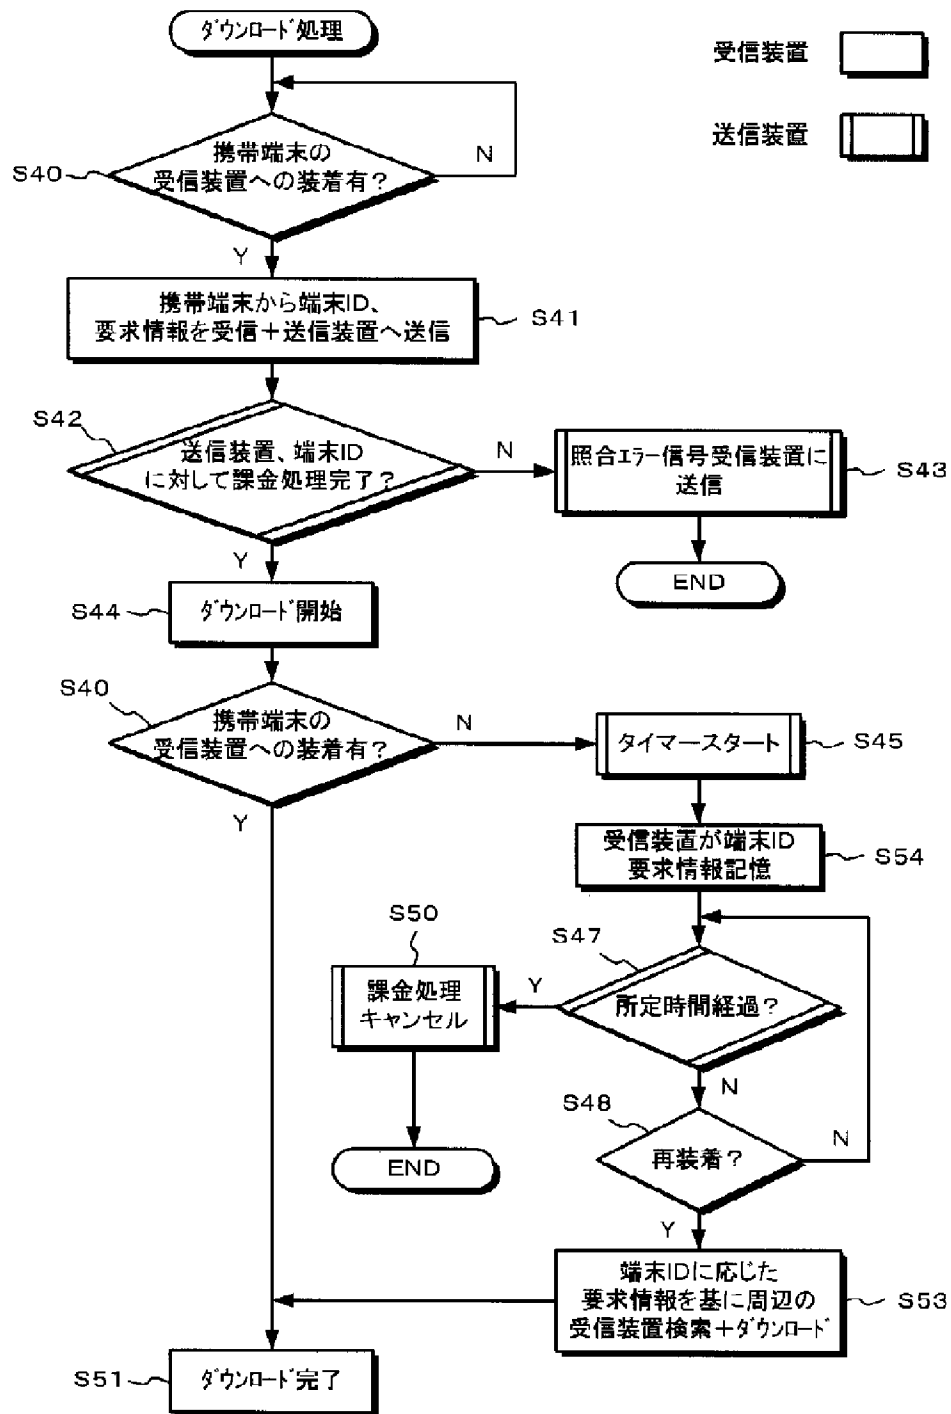 ダウンロード処理
受信装置
送信装置
S40
携帯端末の
受信装置への装着有？
N
Y
携帯端末から端末ID、
要求情報を受信＋送信装置へ送信
S41
S42
送信装置、端末ID
に対して課金処理完了？
N
照合エラー信号受信装置に
送信
S43
Y
END
S44
ダウンロード開始
S40
携帯端末の
受信装置への装着有？
N
タイマースタート
S45
Y
受信装置が端末ID
要求情報記憶
S54
S50
S47
課金処理
キャンセル
Y
所定時間経過？
N
S48
END
再装着？
N
Y
端末IDに応じた
要求情報を基に周辺の
受信装置検索＋ダウンロード
S53
S51
ダウンロード完了